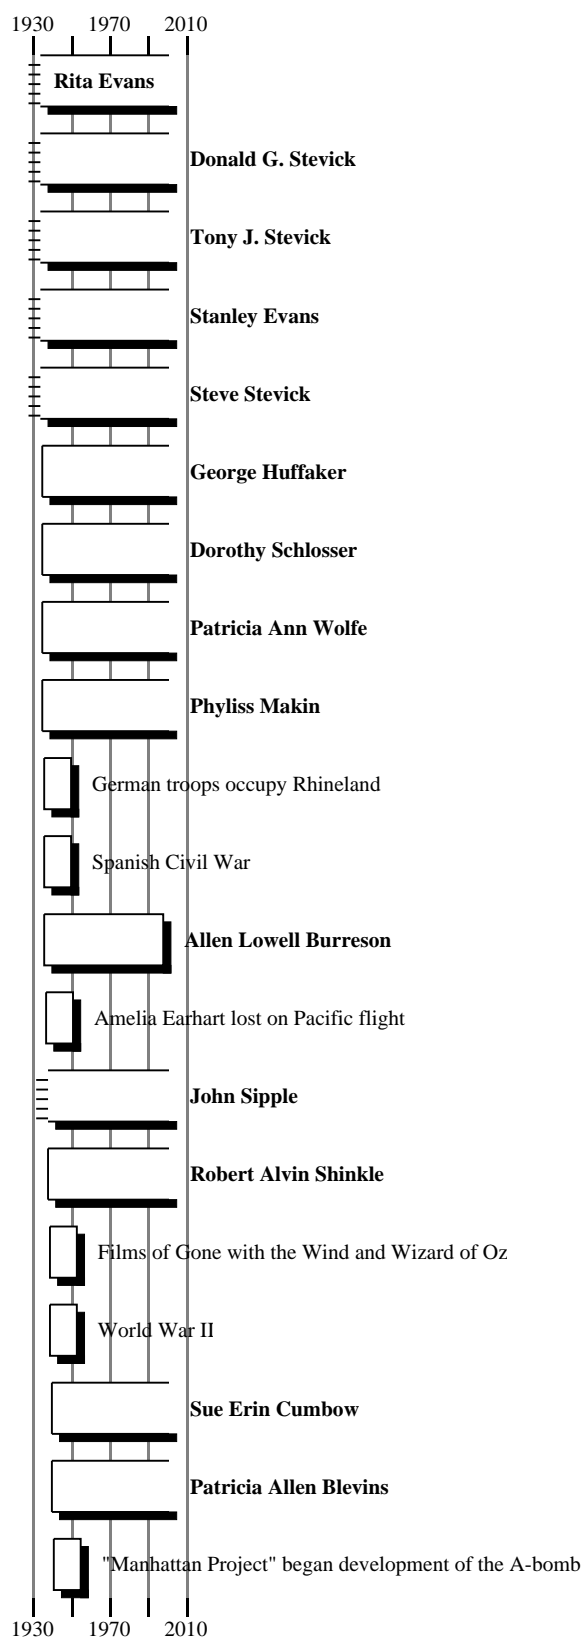 1930 1970 2010
Rita Evans
Donald G. Stevick
Tony J. Stevick
Stanley Evans
Steve Stevick
George Huffaker
Dorothy Schlosser
Patricia Ann Wolfe
Phyliss Makin
German troops occupy Rhineland
Spanish Civil War
Allen Lowell Burreson
Amelia Earhart lost on Pacific flight
John Sipple
Robert Alvin Shinkle
Films of Gone with the Wind and Wizard of Oz
World War II
Sue Erin Cumbow
Patricia Allen Blevins
"Manhattan Project" began development of the A-bomb
1930 1970 2010